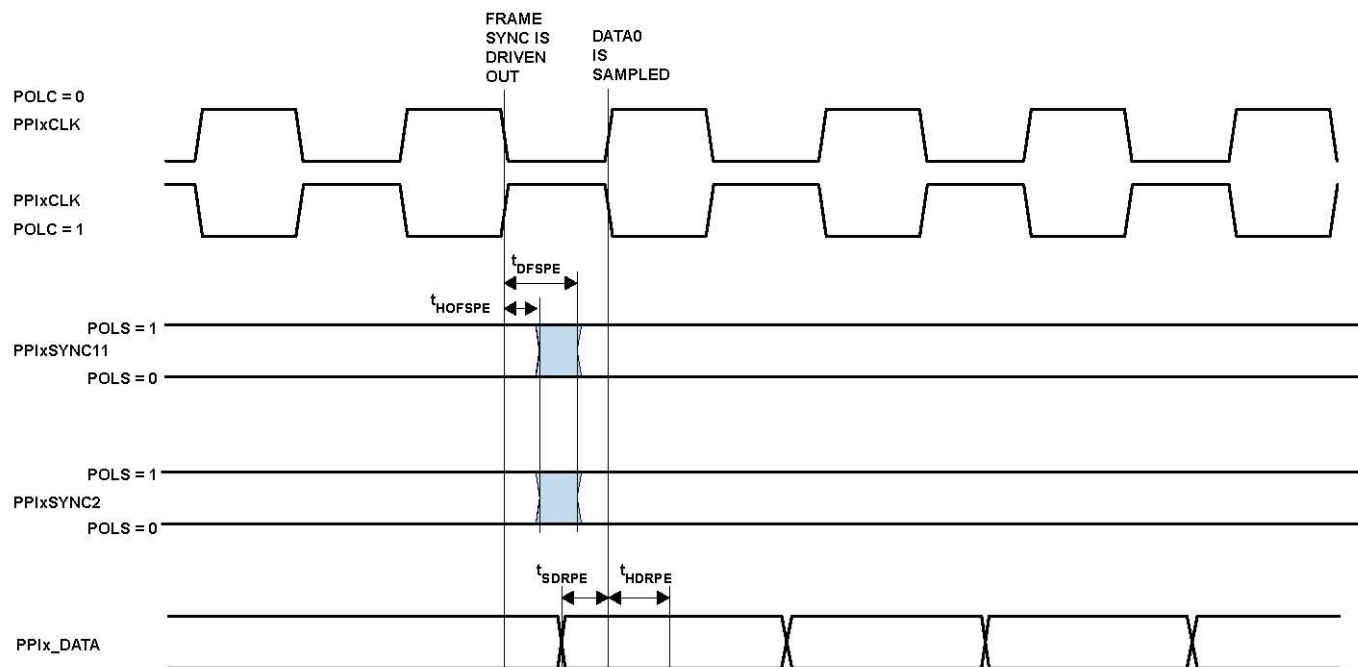 FRAME
SYNC IS
DRIVEN
OUT
DATA0
IS
SAMPLED
POLC = 0
PPIxCLK
PPIxCLK
POLC = 1
tDFSPE
tHOFSPE
POLS = 1
PPIxSYNC11
POLS = 0
POLS = 1
PPIxSYNC2
POLS = 0
tSDRPE
tHDRPE
PPIx_DATA